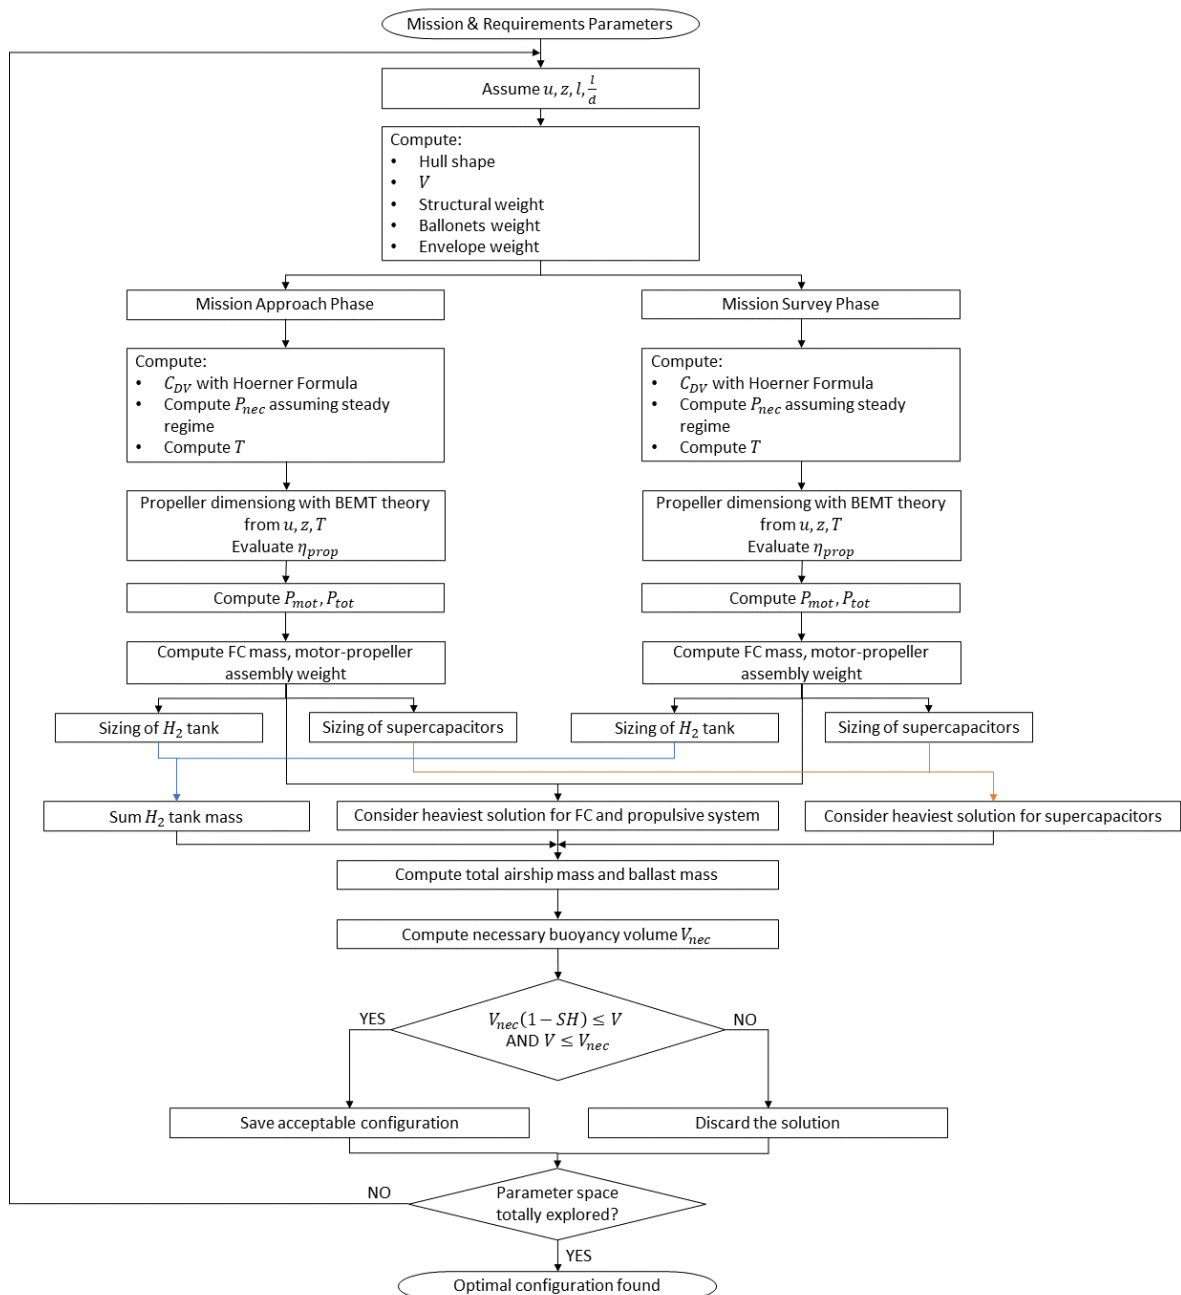 Mission & Requirements Parameters
Assume u, z, l, l/d
Compute:
• Hull shape
• V
• Structural weight
• Ballonets weight
• Envelope weight
Mission Approach Phase
Mission Survey Phase
Compute:
• C_DV with Hoerner Formula
• Compute P_nec assuming steady
regime
• Compute T
Compute:
• C_DV with Hoerner Formula
• Compute P_nec assuming steady
regime
• Compute T
Propeller dimensiong with BEMT theory
from u, z, T
Evaluate η_prop
Propeller dimensiong with BEMT theory
from u, z, T
Evaluate η_prop
Compute P_mot, P_tot
Compute P_mot, P_tot
Compute FC mass, motor-propeller
assembly weight
Compute FC mass, motor-propeller
assembly weight
Sizing of H_2 tank
Sizing of supercapacitors
Sizing of H_2 tank
Sizing of supercapacitors
Sum H_2 tank mass
Consider heaviest solution for FC and propulsive system
Consider heaviest solution for supercapacitors
Compute total airship mass and ballast mass
Compute necessary buoyancy volume V_nec
YES
V_nec(1 − SH) ≤ V
AND V ≤ V_nec
NO
Save acceptable configuration
Discard the solution
NO
Parameter space
totally explored?
YES
Optimal configuration found